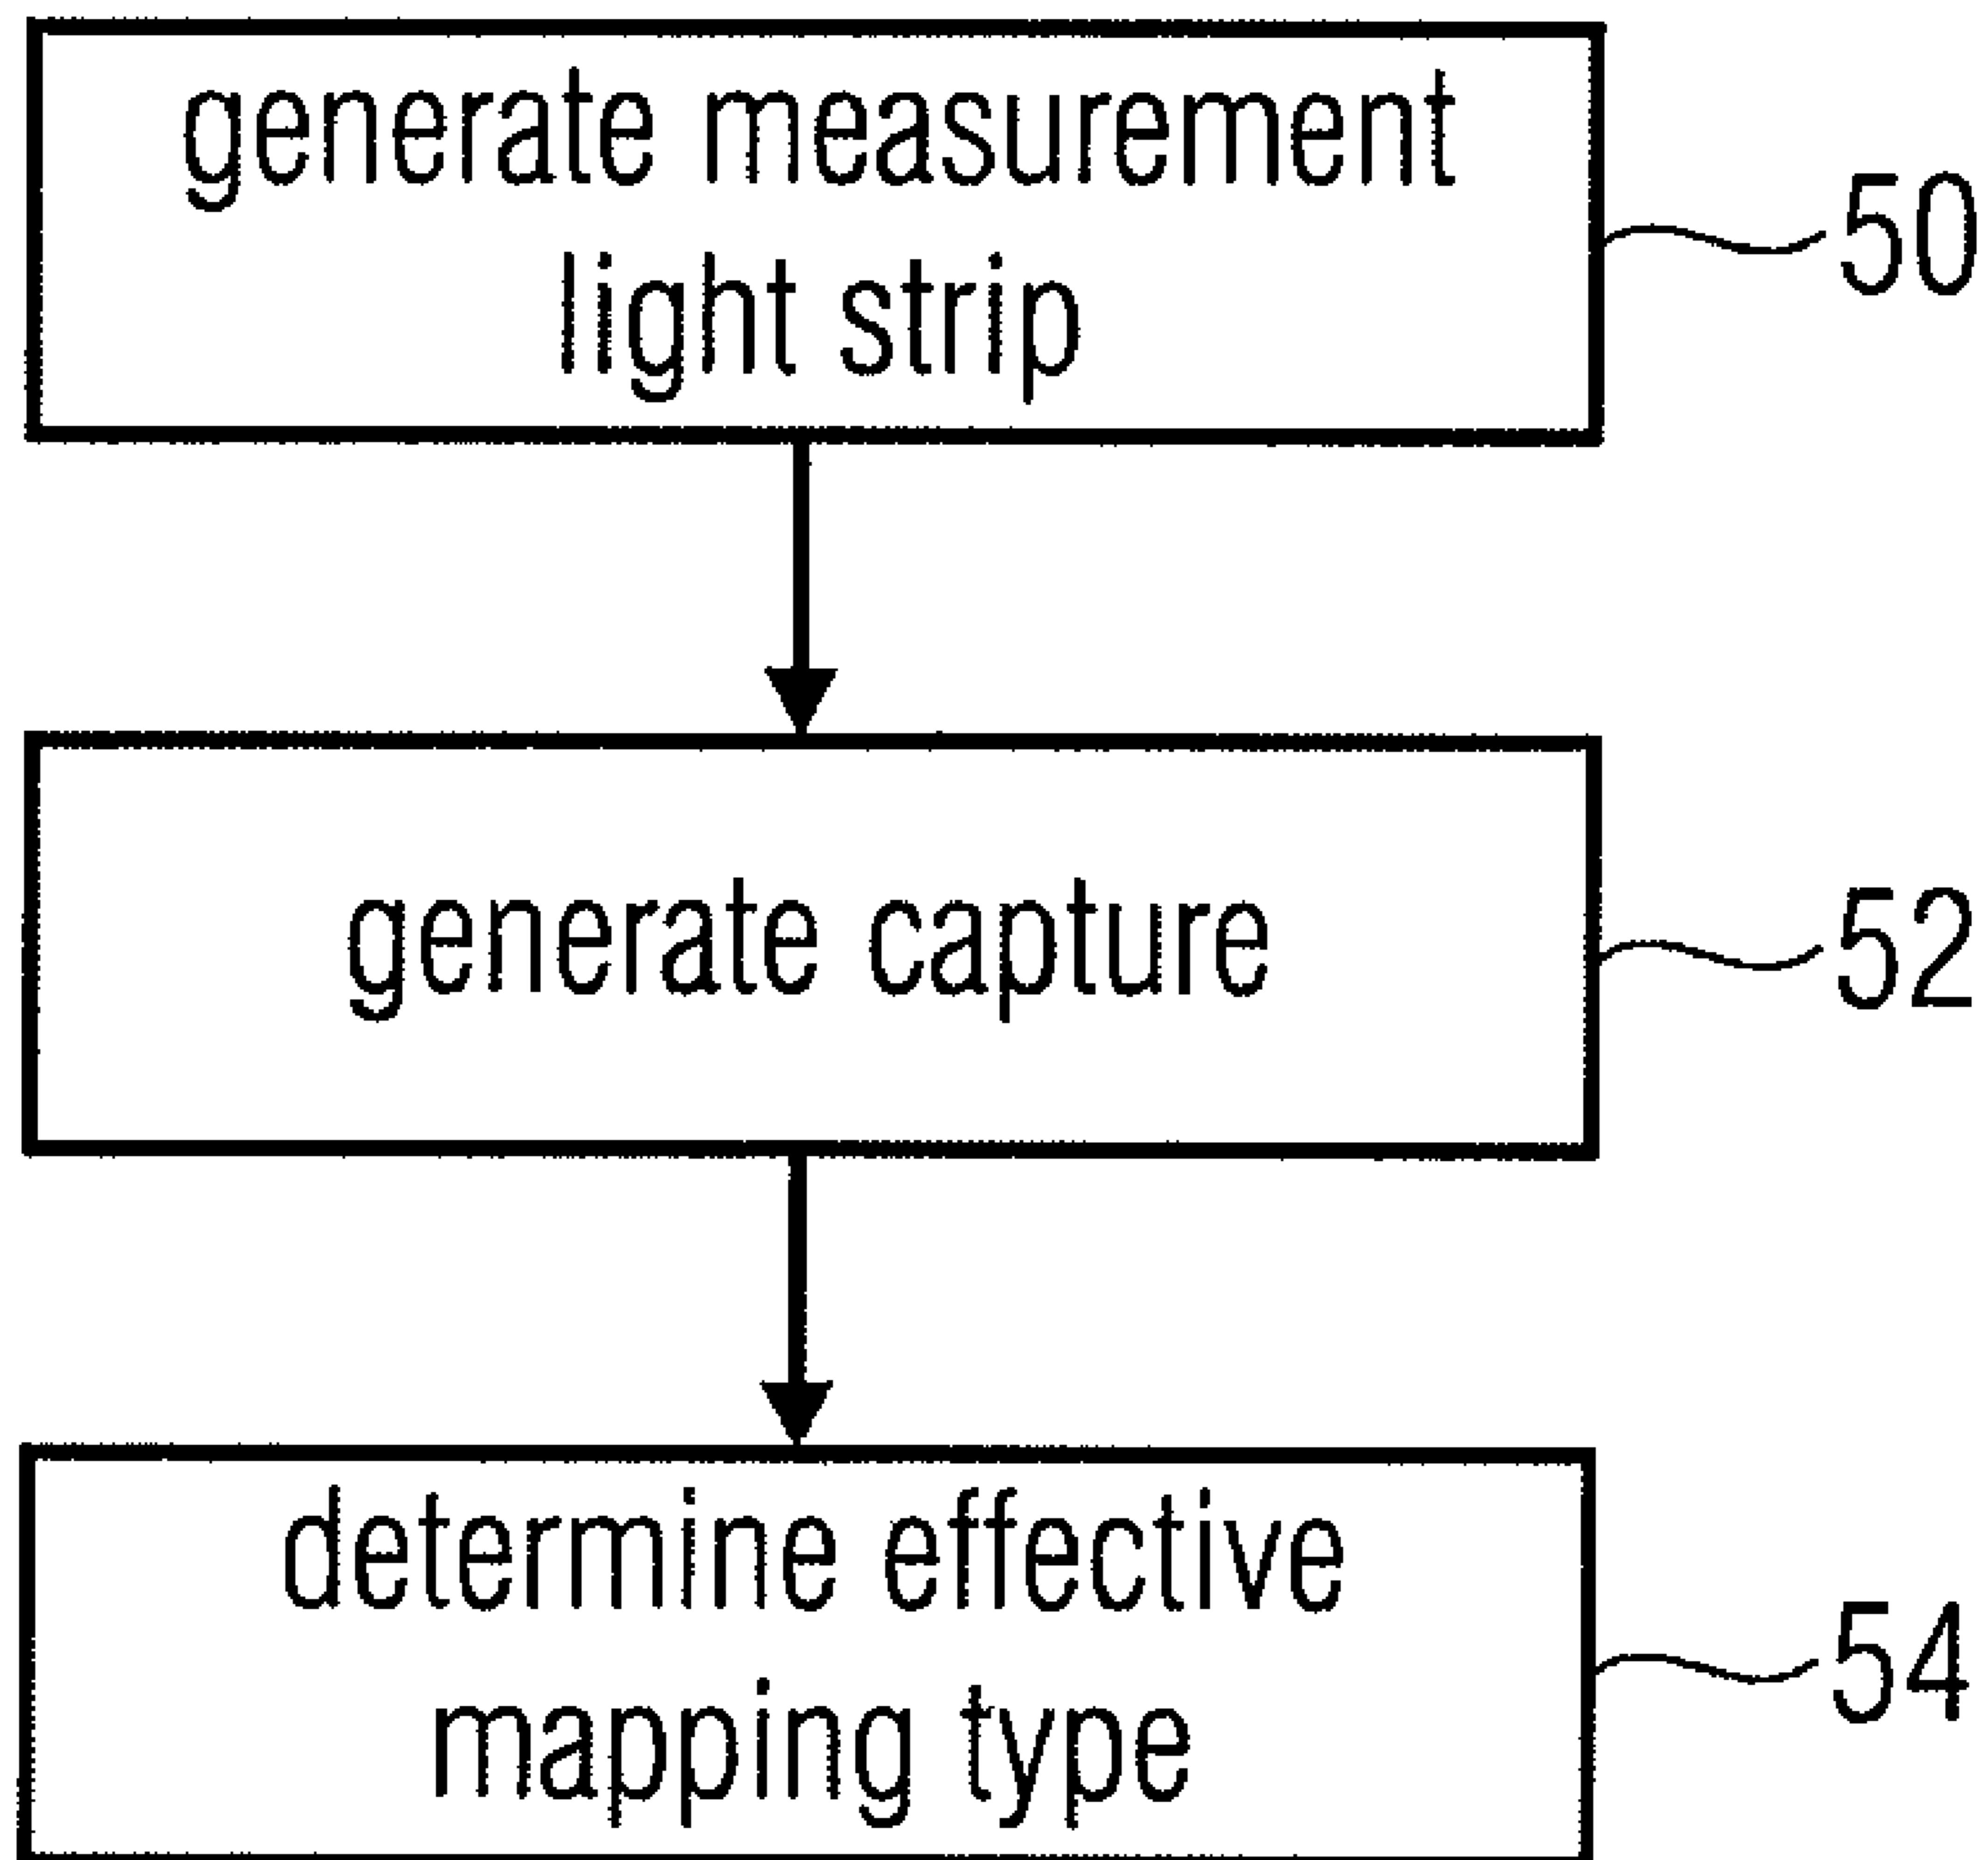 generate measurement
light strip
50
generate capture
52
determine effective
mapping type
54